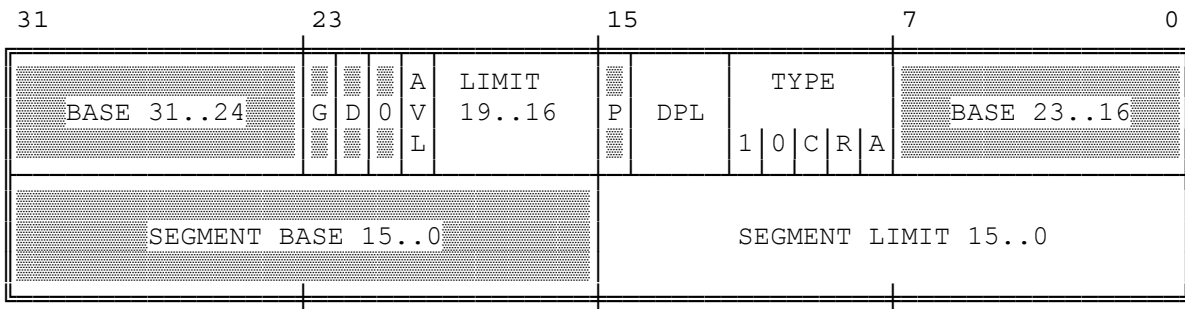 31 23 15 7 0
A LIMIT TYPE
BASE 31..24 G D 0 V 19..16 P DPL BASE 23..16
L 1 0 C R A
SEGMENT BASE 15..0 SEGMENT LIMIT 15..0